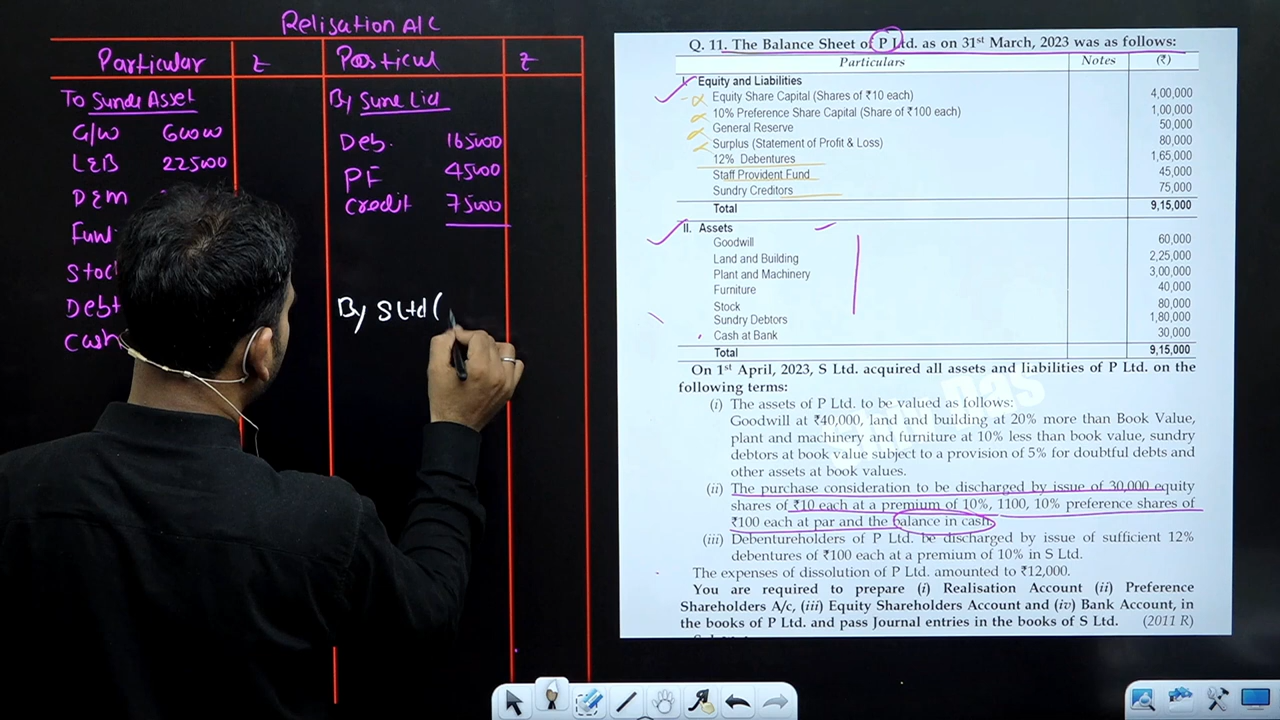 Relisation A/C
Particular ₹ Particul ₹
To Sunde Asset
G/W 60000
L&B 225000
P&M
Furn
Stock
Debt
Cash
By Sune Lia
Deb. 165000
PF 45000
Credit 75000
By S Ltd (
Q. 11. The Balance Sheet of P Ltd. as on 31st March, 2023 was as follows:
Particulars Notes (₹)
I. Equity and Liabilities
Equity Share Capital (Shares of ₹10 each) 4,00,000
10% Preference Share Capital (Share of ₹100 each) 1,00,000
General Reserve 50,000
Surplus (Statement of Profit & Loss) 80,000
12% Debentures 1,65,000
Staff Provident Fund 45,000
Sundry Creditors 75,000
Total 9,15,000
II. Assets
Goodwill 60,000
Land and Building 2,25,000
Plant and Machinery 3,00,000
Furniture 40,000
Stock 80,000
Sundry Debtors 1,80,000
Cash at Bank 30,000
Total 9,15,000
On 1st April, 2023, S Ltd. acquired all assets and liabilities of P Ltd. on the
following terms:
(i) The assets of P Ltd. to be valued as follows:
Goodwill at ₹40,000, land and building at 20% more than Book Value,
plant and machinery and furniture at 10% less than book value, sundry
debtors at book value subject to a provision of 5% for doubtful debts and
other assets at book values.
(ii) The purchase consideration to be discharged by issue of 30,000 equity
shares of ₹10 each at a premium of 10%, 1100, 10% preference shares of
₹100 each at par and the balance in cash.
(iii) Debentureholders of P Ltd. be discharged by issue of sufficient 12%
debentures of ₹100 each at a premium of 10% in S Ltd.
The expenses of dissolution of P Ltd. amounted to ₹12,000.
You are required to prepare (i) Realisation Account (ii) Preference
Shareholders A/c, (iii) Equity Shareholders Account and (iv) Bank Account, in
the books of P Ltd. and pass Journal entries in the books of S Ltd. (2011 R)